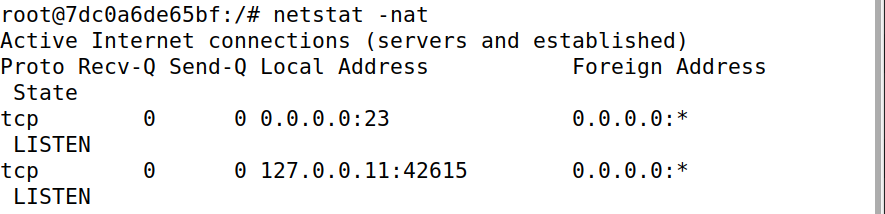 root@7dc0a6de65bf:/# netstat -nat
Active Internet connections (servers and established)
Proto Recv-Q Send-Q Local Address           Foreign Address
 State
tcp        0      0 0.0.0.0:23              0.0.0.0:*
 LISTEN
tcp        0      0 127.0.0.11:42615        0.0.0.0:*
 LISTEN